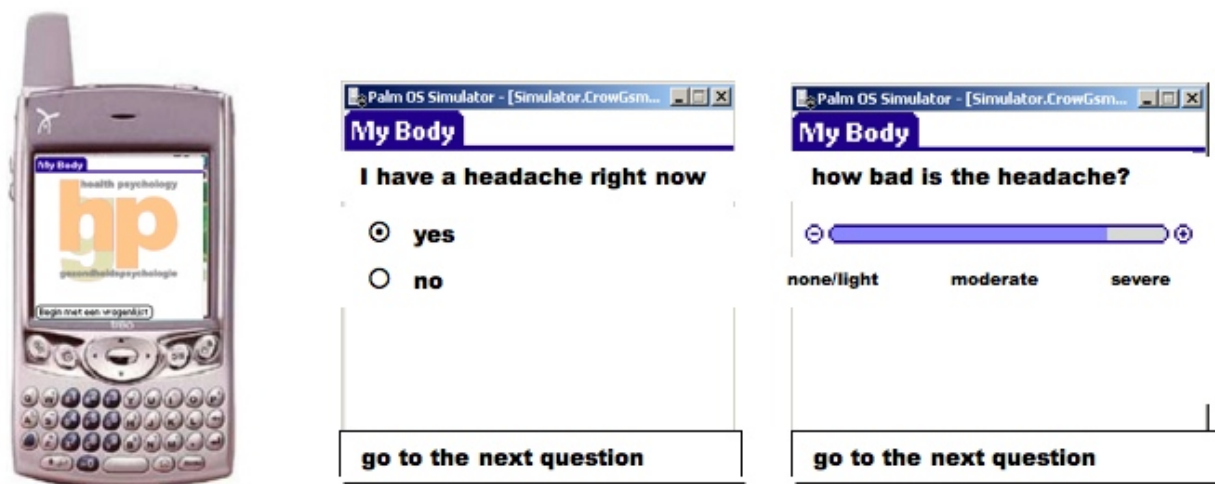 My Body
health psychology
hgp
gezondheidspsychologie
Begin met een vragenlijst
treo
Palm OS Simulator - [Simulator.CrowGsm...
My Body
I have a headache right now
yes
no
go to the next question
Palm OS Simulator - [Simulator.CrowGsm...
My Body
how bad is the headache?
none/light moderate severe
go to the next question